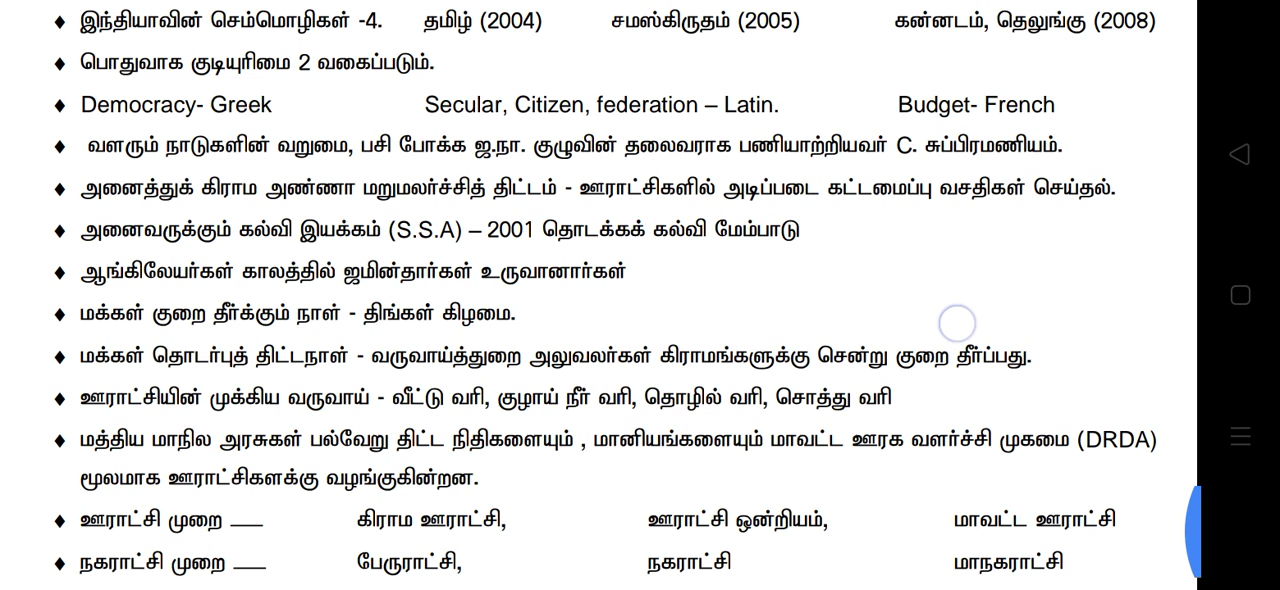 ♦ இந்தியாவின் செம்மொழிகள் -4. தமிழ் (2004) சமஸ்கிருதம் (2005) கன்னடம், தெலுங்கு (2008)
♦ பொதுவாக குடியுரிமை 2 வகைப்படும்.
♦ Democracy- Greek Secular, Citizen, federation – Latin. Budget- French
♦ வளரும் நாடுகளின் வறுமை, பசி போக்க ஐ.நா. குழுவின் தலைவராக பணியாற்றியவர் C. சுப்பிரமணியம்.
♦ அனைத்துக் கிராம அண்ணா மறுமலர்ச்சித் திட்டம் - ஊராட்சிகளில் அடிப்படை கட்டமைப்பு வசதிகள் செய்தல்.
♦ அனைவருக்கும் கல்வி இயக்கம் (S.S.A) – 2001 தொடக்கக் கல்வி மேம்பாடு
♦ ஆங்கிலேயர்கள் காலத்தில் ஜமின்தார்கள் உருவானார்கள்
♦ மக்கள் குறை தீர்க்கும் நாள் - திங்கள் கிழமை.
♦ மக்கள் தொடர்புத் திட்டநாள் - வருவாய்த்துறை அலுவலர்கள் கிராமங்களுக்கு சென்று குறை தீர்ப்பது.
♦ ஊராட்சியின் முக்கிய வருவாய் - வீட்டு வரி, குழாய் நீர் வரி, தொழில் வரி, சொத்து வரி
♦ மத்திய மாநில அரசுகள் பல்வேறு திட்ட நிதிகளையும் , மானியங்களையும் மாவட்ட ஊரக வளர்ச்சி முகமை (DRDA)
மூலமாக ஊராட்சிகளக்கு வழங்குகின்றன.
♦ ஊராட்சி முறை ___ கிராம ஊராட்சி, ஊராட்சி ஒன்றியம், மாவட்ட ஊராட்சி
♦ நகராட்சி முறை ___ பேருராட்சி, நகராட்சி மாநகராட்சி